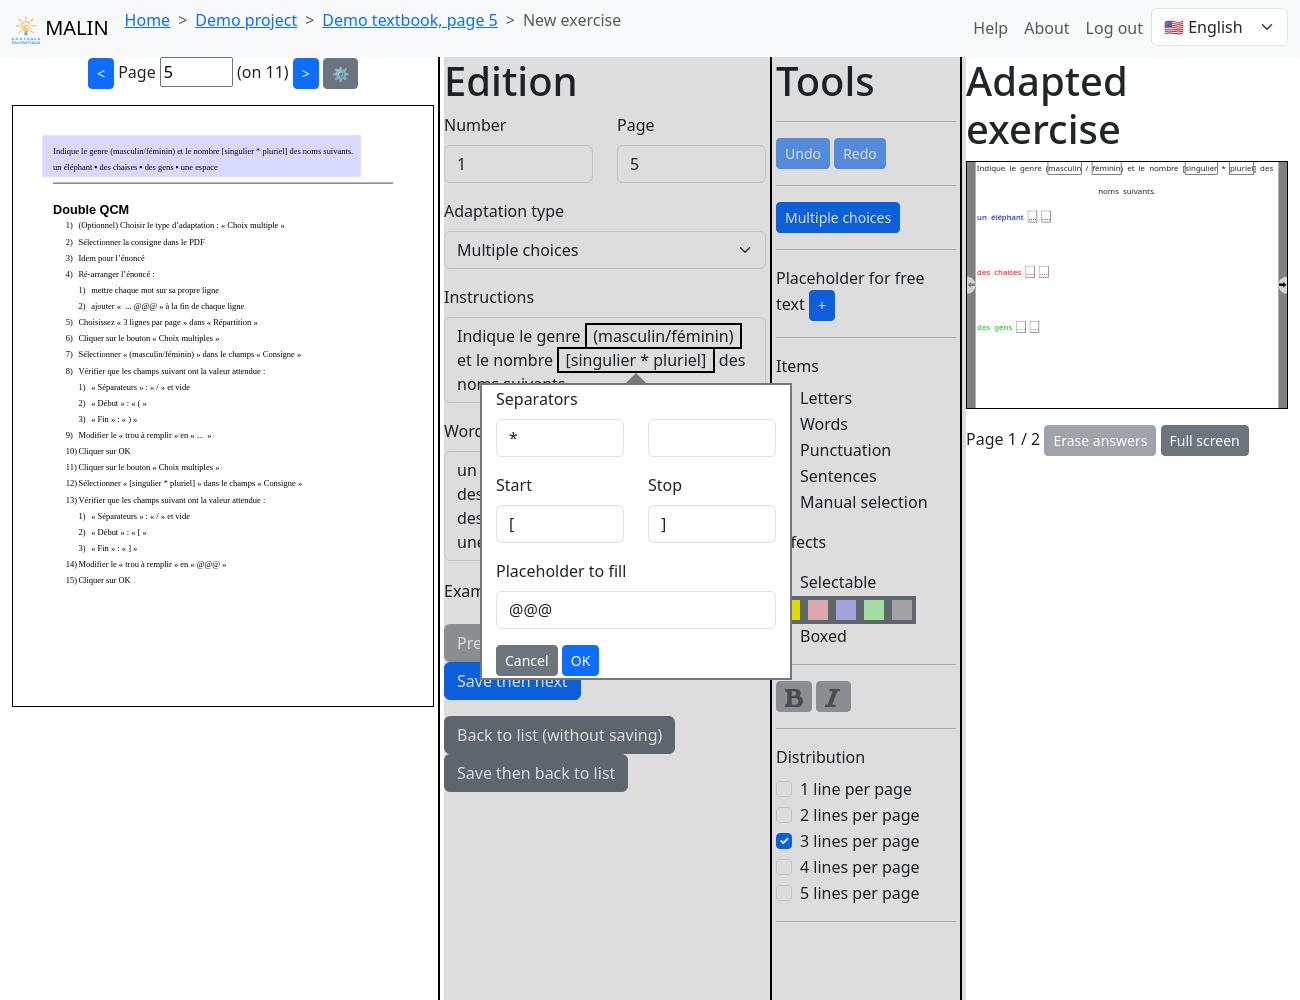 MALIN
Home > Demo project > Demo textbook, page 5 > New exercise
Help About Log out 🇺🇸 English
< Page 5 (on 11) > ⚙️
Indique le genre (masculin/féminin) et le nombre [singulier * pluriel] des noms suivants.
un éléphant • des chaises • des gens • une espace
Double QCM
1) (Optionnel) Choisir le type d’adaptation : « Choix multiple »
2) Sélectionner la consigne dans le PDF
3) Idem pour l’énoncé
4) Ré-arranger l’énoncé :
1) mettre chaque mot sur sa propre ligne
2) ajouter « ... @@@ » à la fin de chaque ligne
5) Choisissez « 3 lignes par page » dans « Répartition »
6) Cliquer sur le bouton « Choix multiples »
7) Sélectionner « (masculin/féminin) » dans le champs « Consigne »
8) Vérifier que les champs suivant ont la valeur attendue :
1) « Séparateurs » : « / » et vide
2) « Début » : « ( »
3) « Fin » : « ) »
9) Modifier le « trou à remplir » en « ... »
10) Cliquer sur OK
11) Cliquer sur le bouton « Choix multiples »
12) Sélectionner « [singulier * pluriel] » dans le champs « Consigne »
13) Vérifier que les champs suivant ont la valeur attendue :
1) « Séparateurs » : « / » et vide
2) « Début » : « [ »
3) « Fin » : « ] »
14) Modifier le « trou à remplir » en « @@@ »
15) Cliquer sur OK
Edition
Number Page
1 5
Adaptation type
Multiple choices
Instructions
Indique le genre (masculin/féminin)
et le nombre [singulier * pluriel] des
noms suivants.
Word
un
des
des
une
Exam
Pre
Save then next
Back to list (without saving)
Save then back to list
Separators
*
Start Stop
[ ]
Placeholder to fill
@@@
Cancel OK
Tools
Undo Redo
Multiple choices
Placeholder for free
text +
Items
Letters
Words
Punctuation
Sentences
Manual selection
fects
Selectable
Boxed
B I
Distribution
1 line per page
2 lines per page
3 lines per page
4 lines per page
5 lines per page
Adapted
exercise
Indique le genre (masculin / féminin) et le nombre [singulier * pluriel] des
noms suivants.
un éléphant .... ....
des chaises .... ....
des gens .... ....
Page 1 / 2 Erase answers Full screen